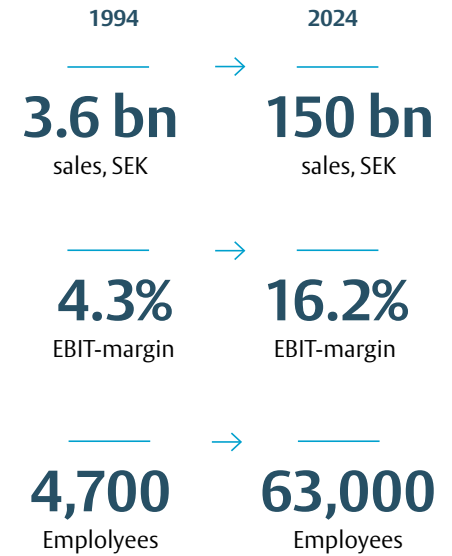 1994 2024
3.6 bn 150 bn
sales, SEK sales, SEK
4.3% 16.2%
EBIT-margin EBIT-margin
4,700 63,000
Emplolyees Employees